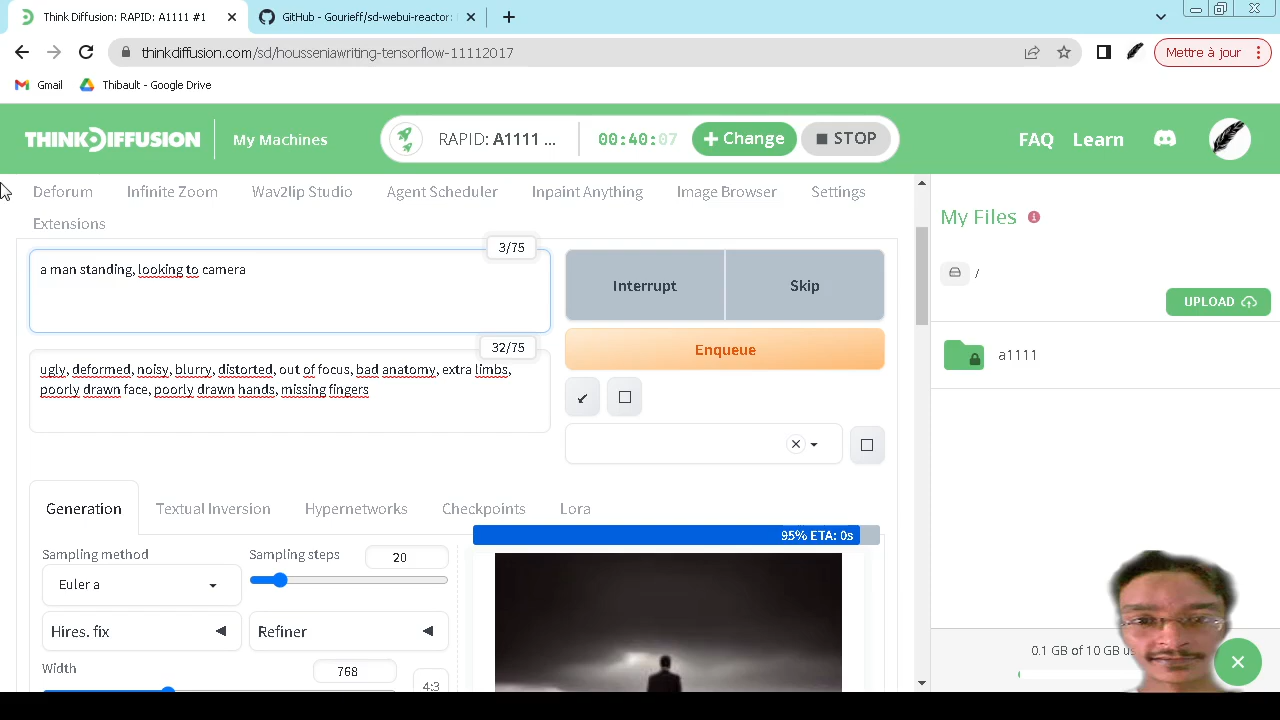 Think Diffusion: RAPID: A1111 #1
GitHub - Gourieff/sd-webui-reactor
thinkdiffusion.com/sd/housseniawriting-tensorflow_11112017
Mettre à jour
Gmail
Thibault - Google Drive
THINKDIFFUSION
My Machines
RAPID: A1111 ...
00:40:07
+ Change
STOP
FAQ
Learn
Deforum
Infinite Zoom
Wav2lip Studio
Agent Scheduler
Inpaint Anything
Image Browser
Settings
Extensions
3/75
a man standing, looking to camera
32/75
ugly, deformed, noisy, blurry, distorted, out of focus, bad anatomy, extra limbs,
poorly drawn face, poorly drawn hands, missing fingers
Interrupt
Skip
Enqueue
Generation
Textual Inversion
Hypernetworks
Checkpoints
Lora
95% ETA: 0s
Sampling method
Sampling steps
20
Euler a
Hires. fix
Refiner
Width
768
4:3
My Files
/
UPLOAD
a1111
0.1 GB of 10 GB